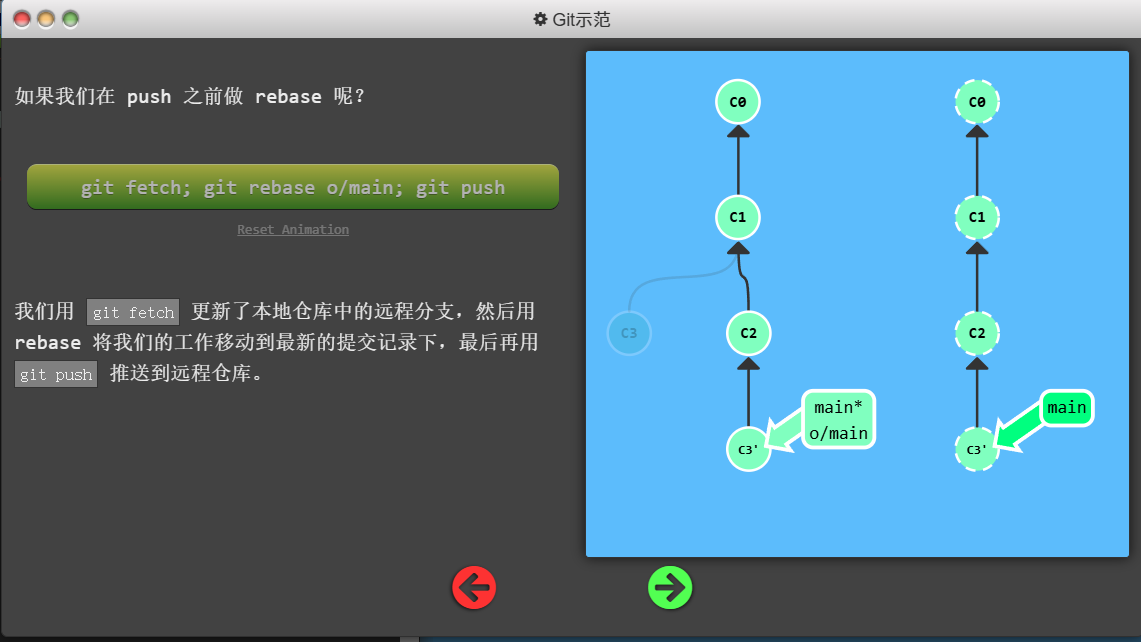 Git示范
如果我们在 push 之前做 rebase 呢？
git fetch; git rebase o/main; git push
Reset Animation
我们用 git fetch 更新了本地仓库中的远程分支，然后用
rebase 将我们的工作移动到最新的提交记录下，最后再用
git push 推送到远程仓库。
C0
C1
C3
C2
main*
o/main
C3'
C0
C1
C2
main
C3'